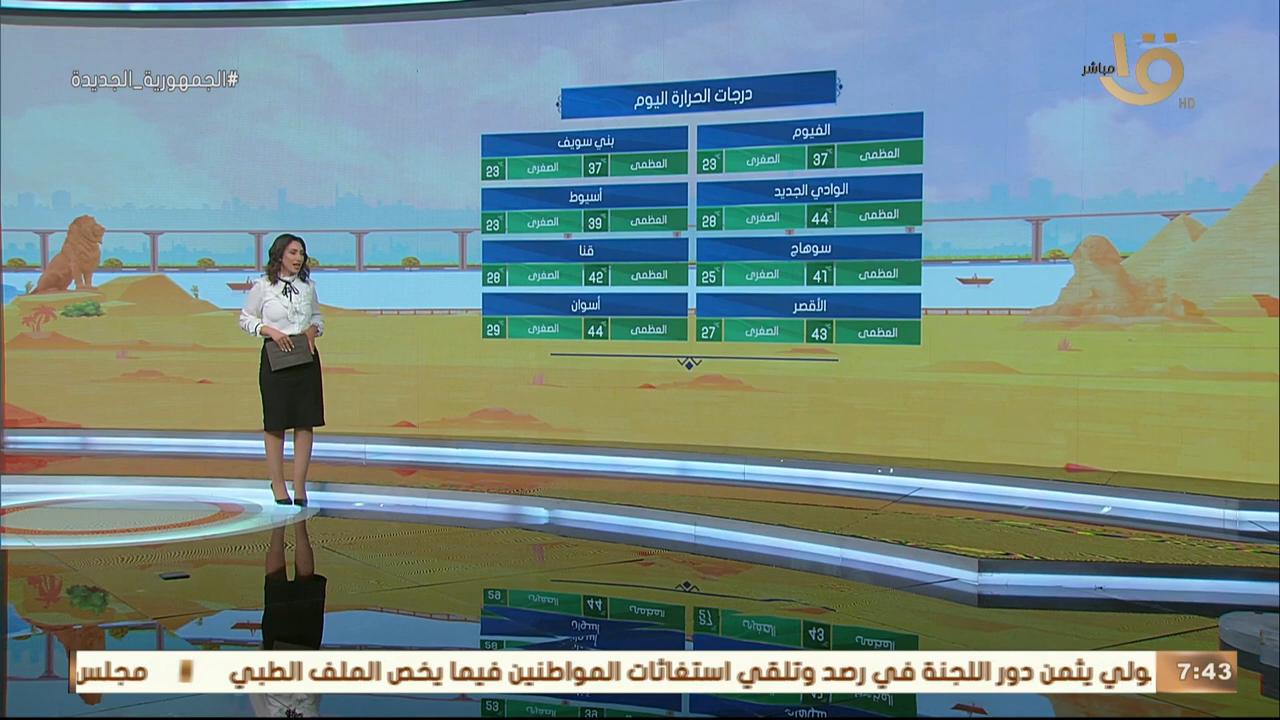 #الجمهورية_الجديدة
مباشر
HD
درجات الحرارة اليوم
الفيوم
العظمى 37°c الصغرى 23°c
بني سويف
العظمى 37°c الصغرى 23°c
الوادي الجديد
العظمى 44°c الصغرى 28°c
أسيوط
العظمى 39°c الصغرى 23°c
سوهاج
العظمى 41°c الصغرى 25°c
قنا
العظمى 42°c الصغرى 28°c
الأقصر
العظمى 43°c الصغرى 27°c
أسوان
العظمى 44°c الصغرى 29°c
7:43
يثمن دور اللجنة في رصد وتلقي استغاثات المواطنين فيما يخص الملف الطبي مجلس